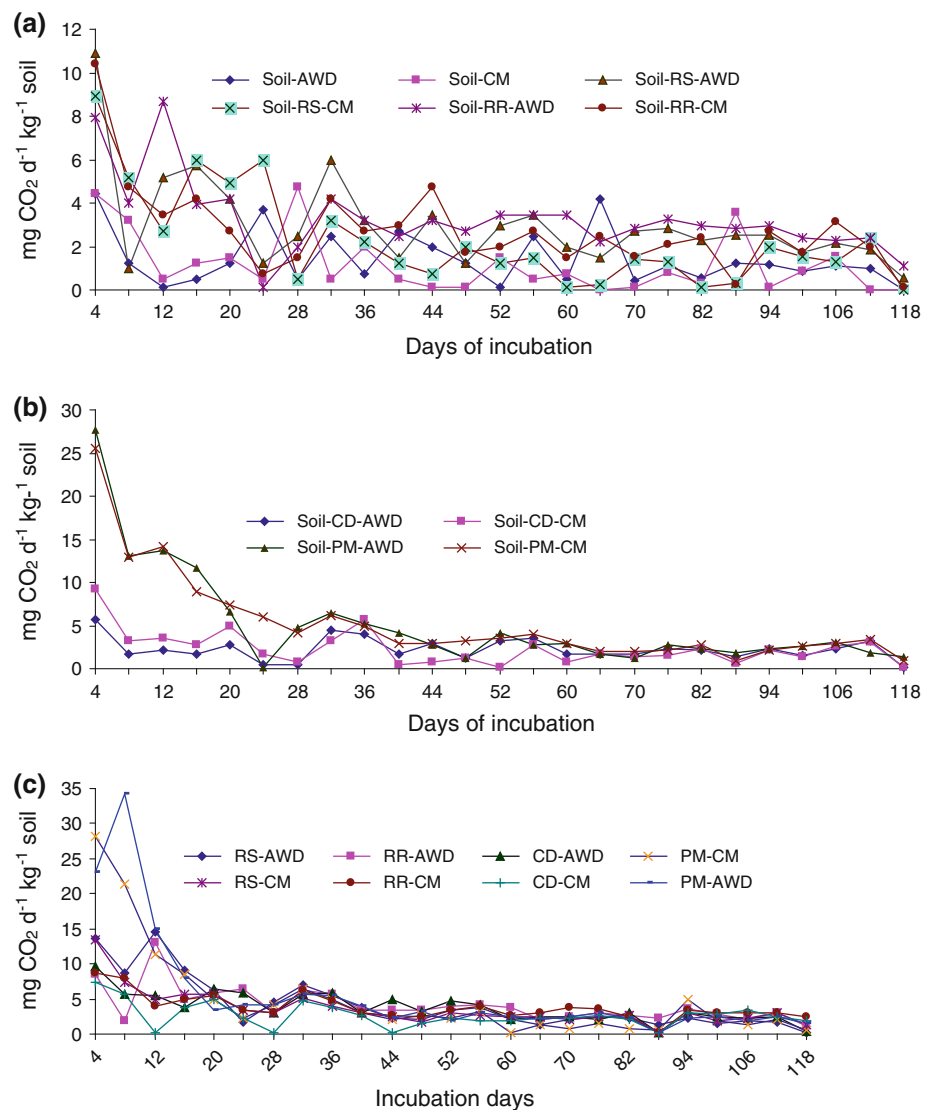 (a)
12
10
8
6
4
2
0
mg CO₂ d⁻¹ kg⁻¹ soil
Soil-AWD Soil-CM Soil-RS-AWD
Soil-RS-CM Soil-RR-AWD Soil-RR-CM
4 12 20 28 36 44 52 60 70 82 94 106 118
Days of incubation
(b)
30
25
20
15
10
5
0
mg CO₂ d⁻¹ kg-¹ soil
Soil-CD-AWD Soil-CD-CM
Soil-PM-AWD Soil-PM-CM
4 12 20 28 36 44 52 60 70 82 94 106 118
Days of incubation
(c)
35
30
25
20
15
10
5
0
mg CO₂ d⁻¹ kg⁻¹ soil
RS-AWD RR-AWD CD-AWD PM-CM
RS-CM RR-CM CD-CM PM-AWD
4 12 20 28 36 44 52 60 70 82 94 106 118
Incubation days